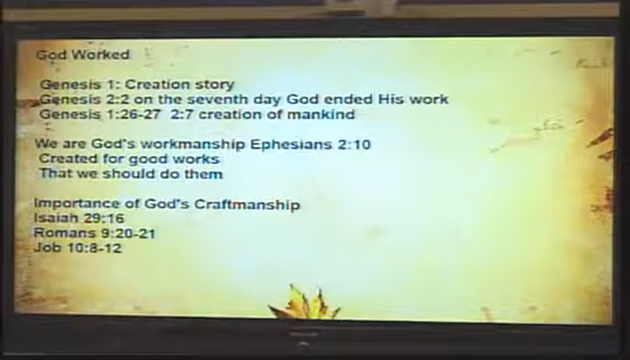 God Worked
Genesis 1: Creation story
Genesis 2:2 on the seventh day God ended His work
Genesis 1:26-27 2:7 creation of mankind
We are God's workmanship Ephesians 2:10
Created for good works
That we should do them
Importance of God's Craftmanship
Isaiah 29:16
Romans 9:20-21
Job 10:8-12